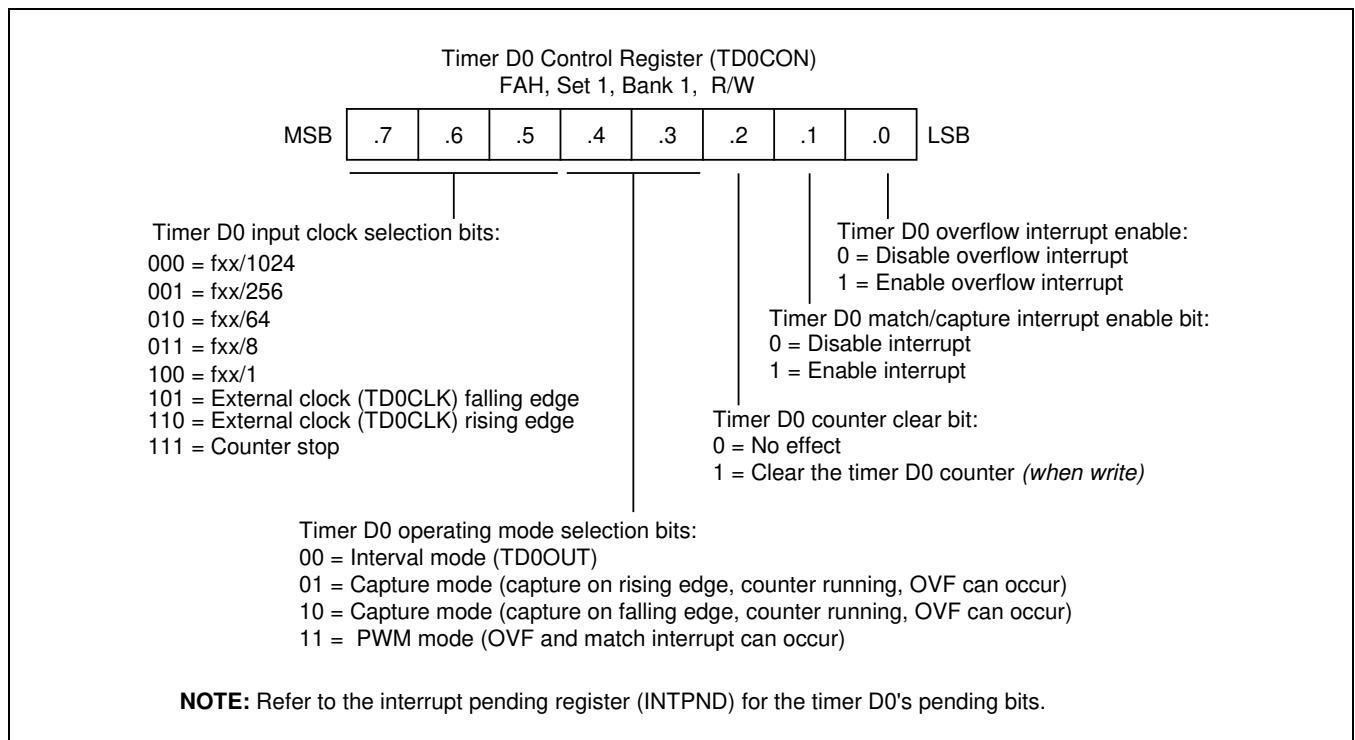 Timer D0 Control Register (TD0CON)
FAH, Set 1, Bank 1, R/W
MSB .7 .6 .5 .4 .3 .2 .1 .0 LSB
Timer D0 input clock selection bits:
000 = fxx/1024
001 = fxx/256
010 = fxx/64
011 = fxx/8
100 = fxx/1
101 = External clock (TD0CLK) falling edge
110 = External clock (TD0CLK) rising edge
111 = Counter stop
Timer D0 overflow interrupt enable:
0 = Disable overflow interrupt
1 = Enable overflow interrupt
Timer D0 match/capture interrupt enable bit:
0 = Disable interrupt
1 = Enable interrupt
Timer D0 counter clear bit:
0 = No effect
1 = Clear the timer D0 counter (when write)
Timer D0 operating mode selection bits:
00 = Interval mode (TD0OUT)
01 = Capture mode (capture on rising edge, counter running, OVF can occur)
10 = Capture mode (capture on falling edge, counter running, OVF can occur)
11 = PWM mode (OVF and match interrupt can occur)
NOTE: Refer to the interrupt pending register (INTPND) for the timer D0's pending bits.